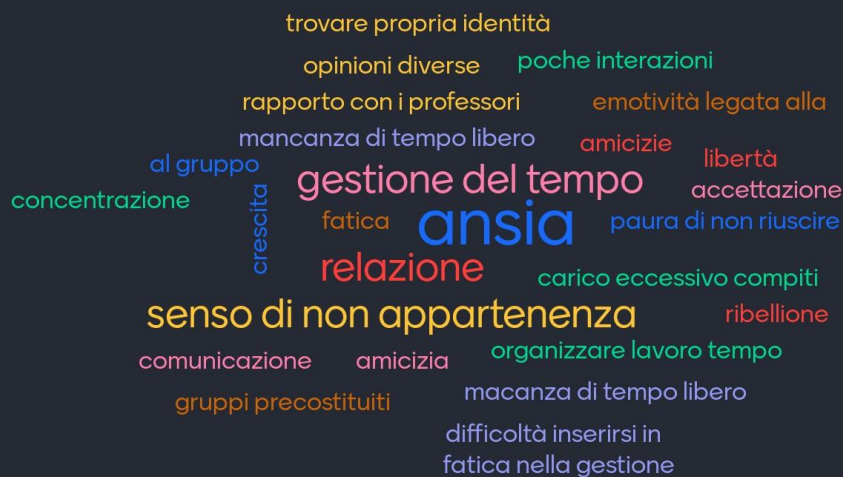 trovare propria identità
opinioni diverse
poche interazioni
rapporto con i professori
emotività legata alla
mancanza di tempo libero
amicizie
al gruppo
libertà
gestione del tempo
accettazione
concentrazione
crescita
fatica
ansia
paura di non riuscire
relazione
carico eccessivo compiti
senso di non appartenenza
ribellione
comunicazione
amicizia
organizzare lavoro tempo
gruppi precostituiti
macanza di tempo libero
difficoltà inserirsi in
fatica nella gestione